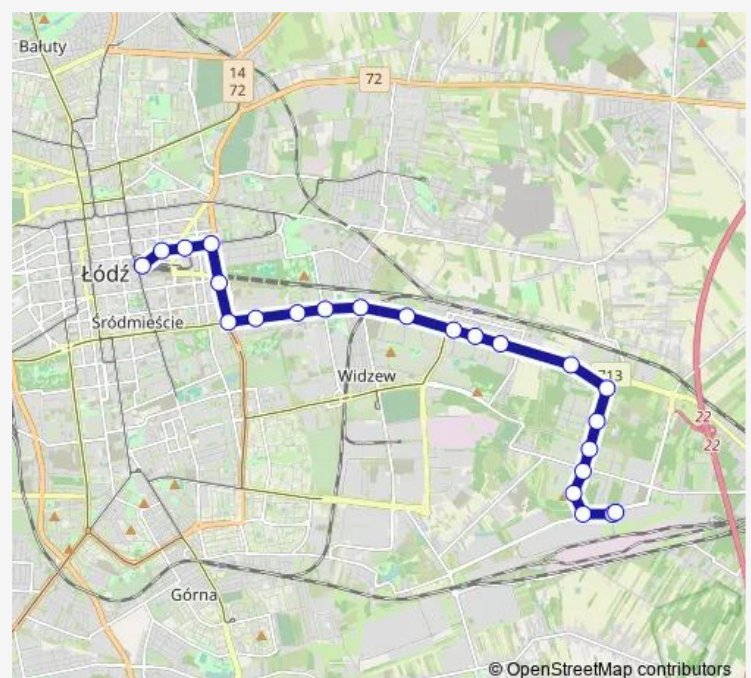 Bałuty
14
72
72
Łódź
Śródmieście
Widzew
713
22
22
Górna
© OpenStreetMap contributors